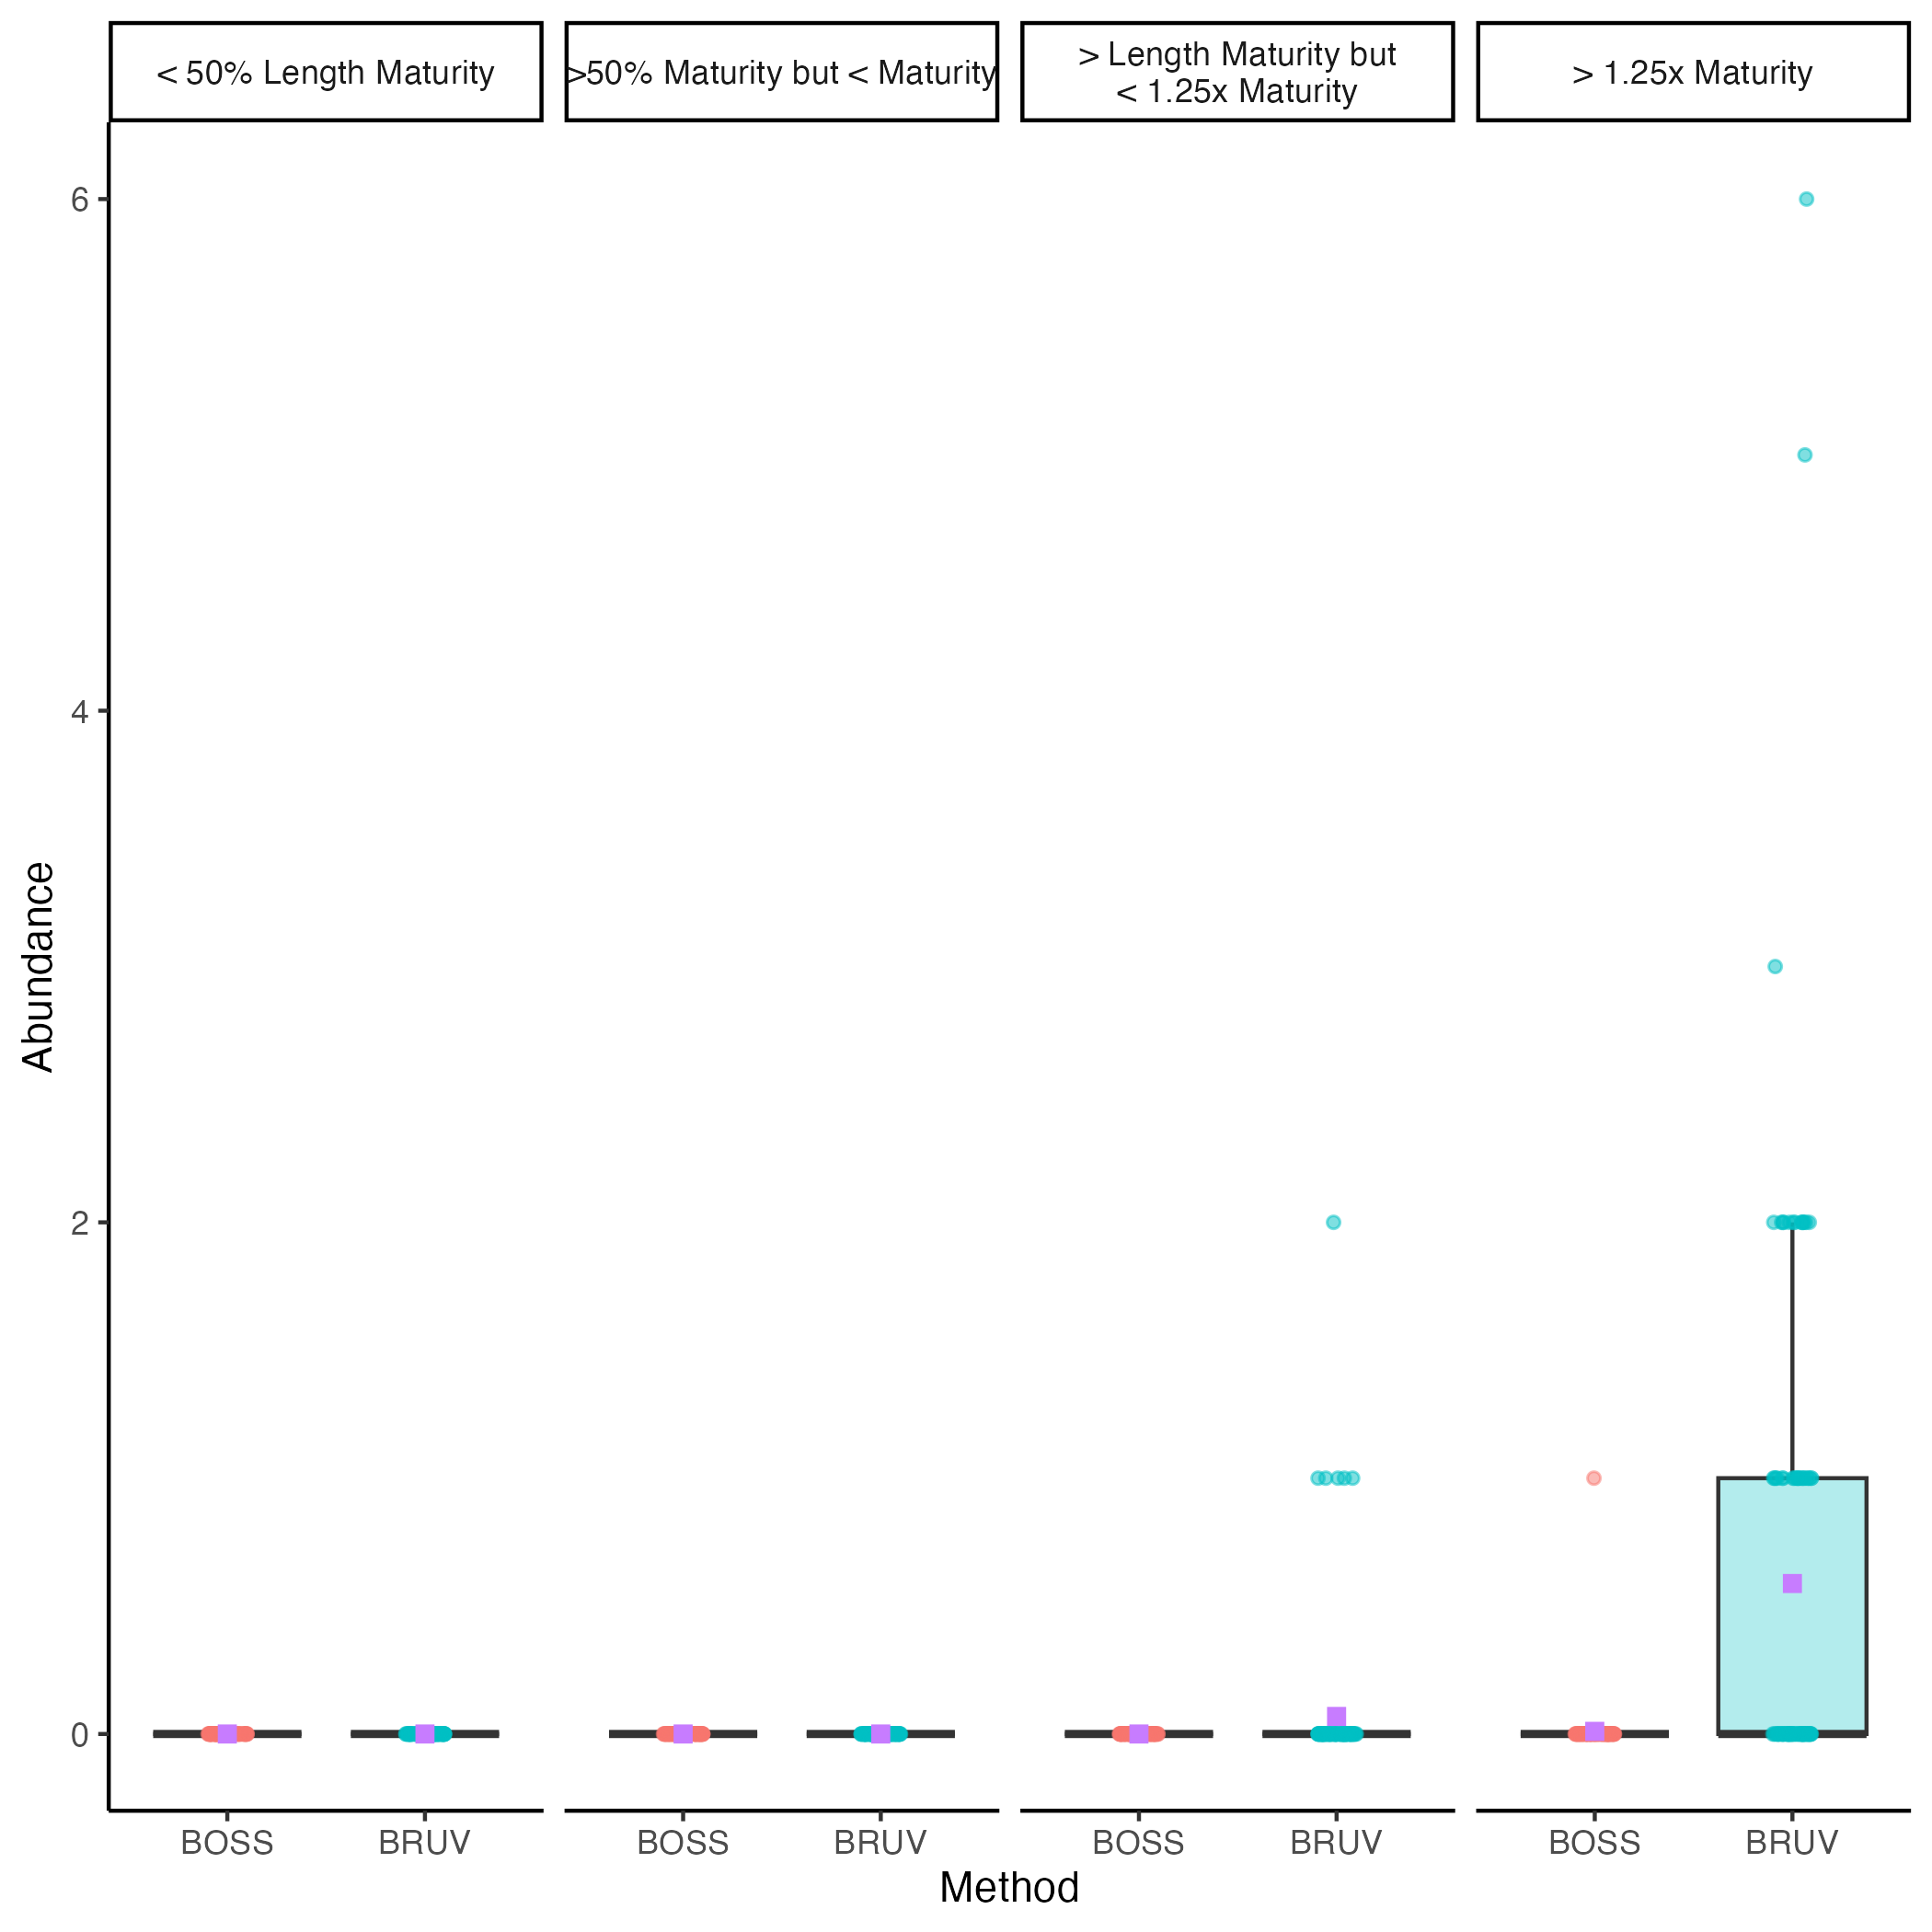 < 50% Length Maturity
>50% Maturity but < Maturity
> Length Maturity but
< 1.25x Maturity
> 1.25x Maturity
Abundance
6
4
2
0
BOSS
BRUV
BOSS
BRUV
BOSS
BRUV
BOSS
BRUV
Method